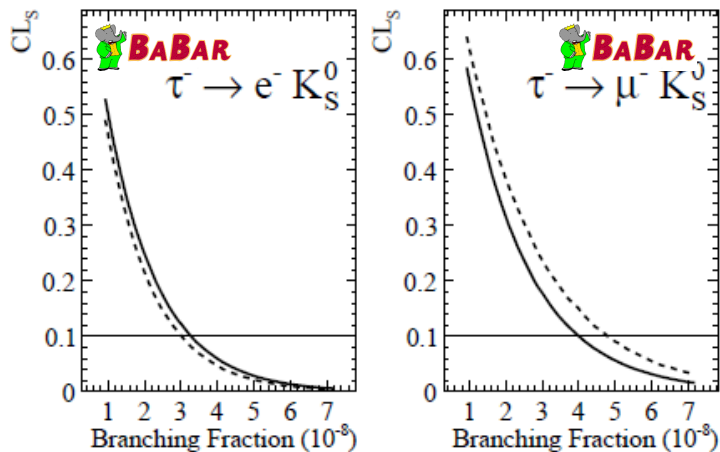 CLs
BABAR
τ⁻ → e⁻ K⁰s
0.6
0.5
0.4
0.3
0.2
0.1
0
1 2 3 4 5 6 7
Branching Fraction (10⁻⁸)
CLs
BABAR
τ⁻ → μ⁻ K⁰s
0.6
0.5
0.4
0.3
0.2
0.1
0
1 2 3 4 5 6 7
Branching Fraction (10⁻⁸)